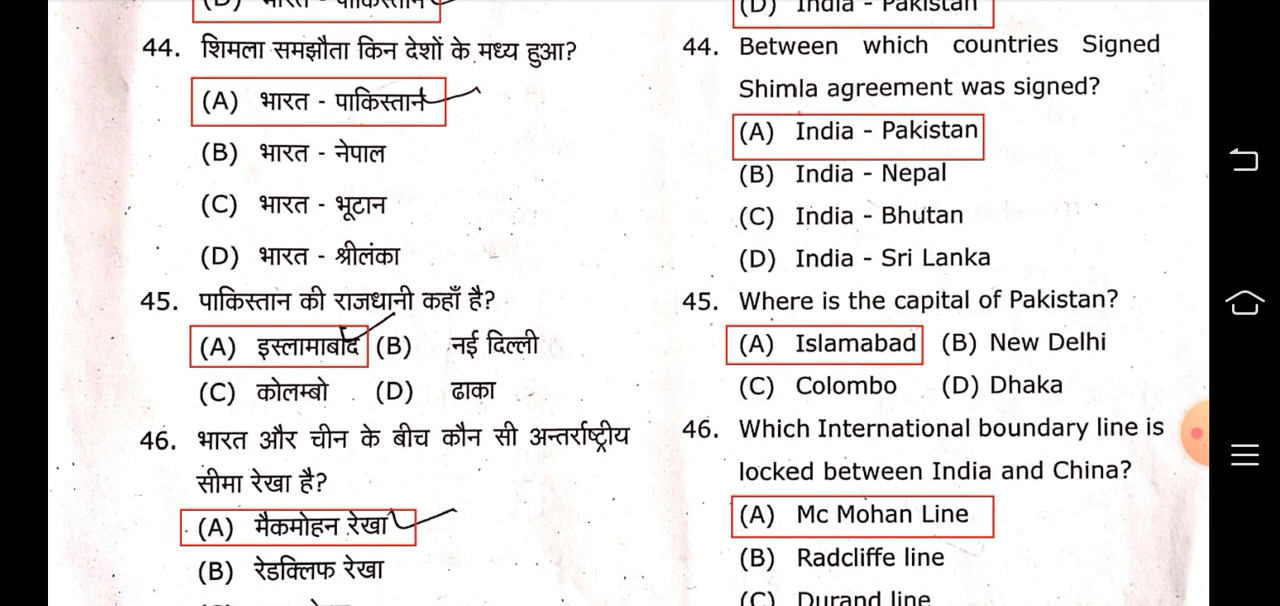 (D) भारत - पाकिस्तान
44. शिमला समझौता किन देशों के मध्य हुआ?
(A) भारत - पाकिस्तान
(B) भारत - नेपाल
(C) भारत - भूटान
(D) भारत - श्रीलंका
45. पाकिस्तान की राजधानी कहाँ है?
(A) इस्लामाबाद (B) नई दिल्ली
(C) कोलम्बो (D) ढाका
46. भारत और चीन के बीच कौन सी अन्तर्राष्ट्रीय
सीमा रेखा है?
(A) मैकमोहन रेखा
(B) रेडक्लिफ रेखा
(D) India - Pakistan
44. Between which countries Signed
Shimla agreement was signed?
(A) India - Pakistan
(B) India - Nepal
(C) India - Bhutan
(D) India - Sri Lanka
45. Where is the capital of Pakistan?
(A) Islamabad (B) New Delhi
(C) Colombo (D) Dhaka
46. Which International boundary line is
locked between India and China?
(A) Mc Mohan Line
(B) Radcliffe line
(C) Durand line